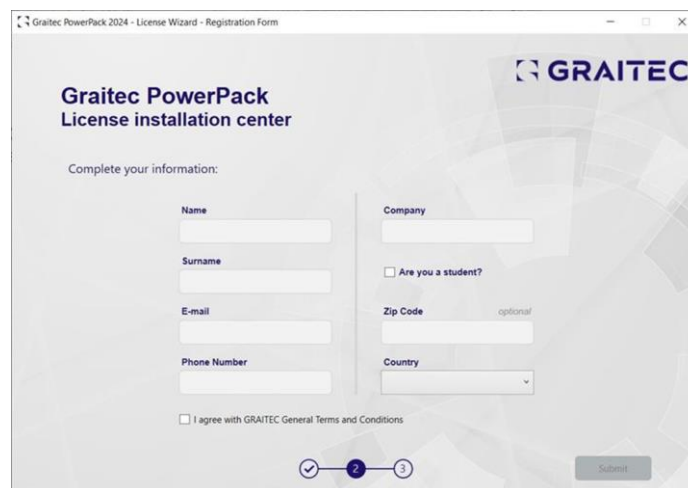 Graitec PowerPack 2024 - License Wizard - Registration Form
GRAITEC
Graitec PowerPack
License installation center
Complete your information:
Name
Company
Surname
Are you a student?
E-mail
Zip Code optional
Phone Number
Country
I agree with GRAITEC General Terms and Conditions
2 3
Submit